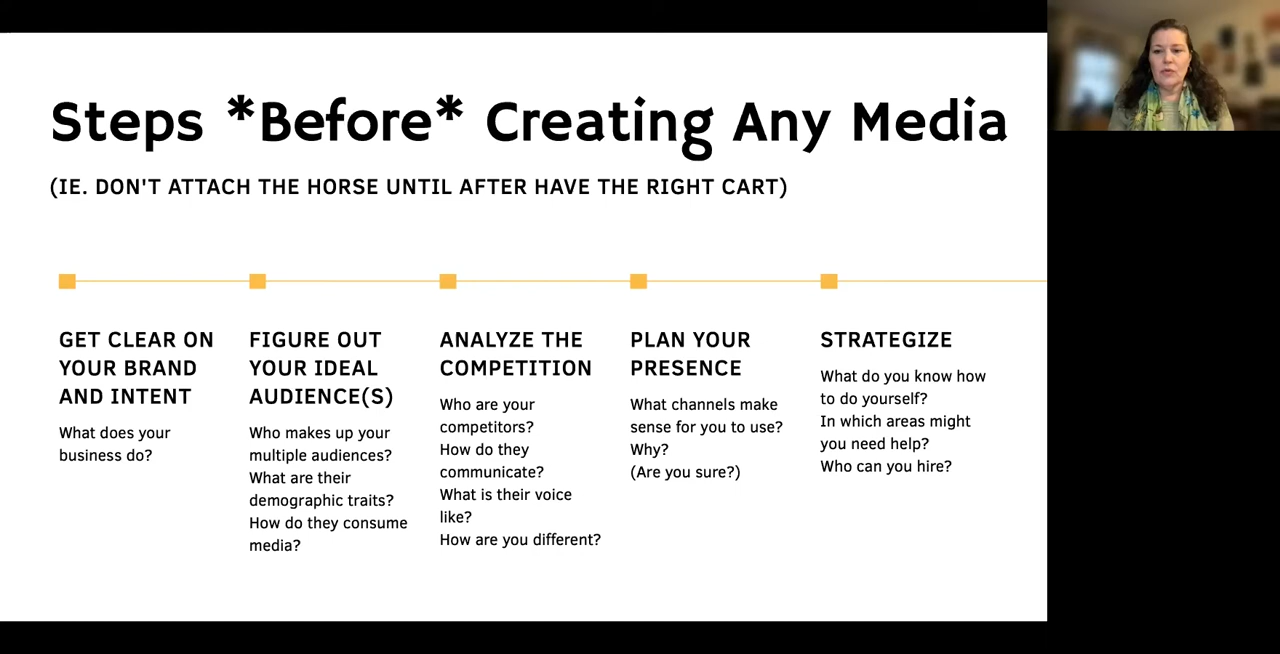 Steps *Before* Creating Any Media
(IE. DON'T ATTACH THE HORSE UNTIL AFTER HAVE THE RIGHT CART)
GET CLEAR ON
YOUR BRAND
AND INTENT
What does your
business do?
FIGURE OUT
YOUR IDEAL
AUDIENCE(S)
Who makes up your
multiple audiences?
What are their
demographic traits?
How do they consume
media?
ANALYZE THE
COMPETITION
Who are your
competitors?
How do they
communicate?
What is their voice
like?
How are you different?
PLAN YOUR
PRESENCE
What channels make
sense for you to use?
Why?
(Are you sure?)
STRATEGIZE
What do you know how
to do yourself?
In which areas might
you need help?
Who can you hire?